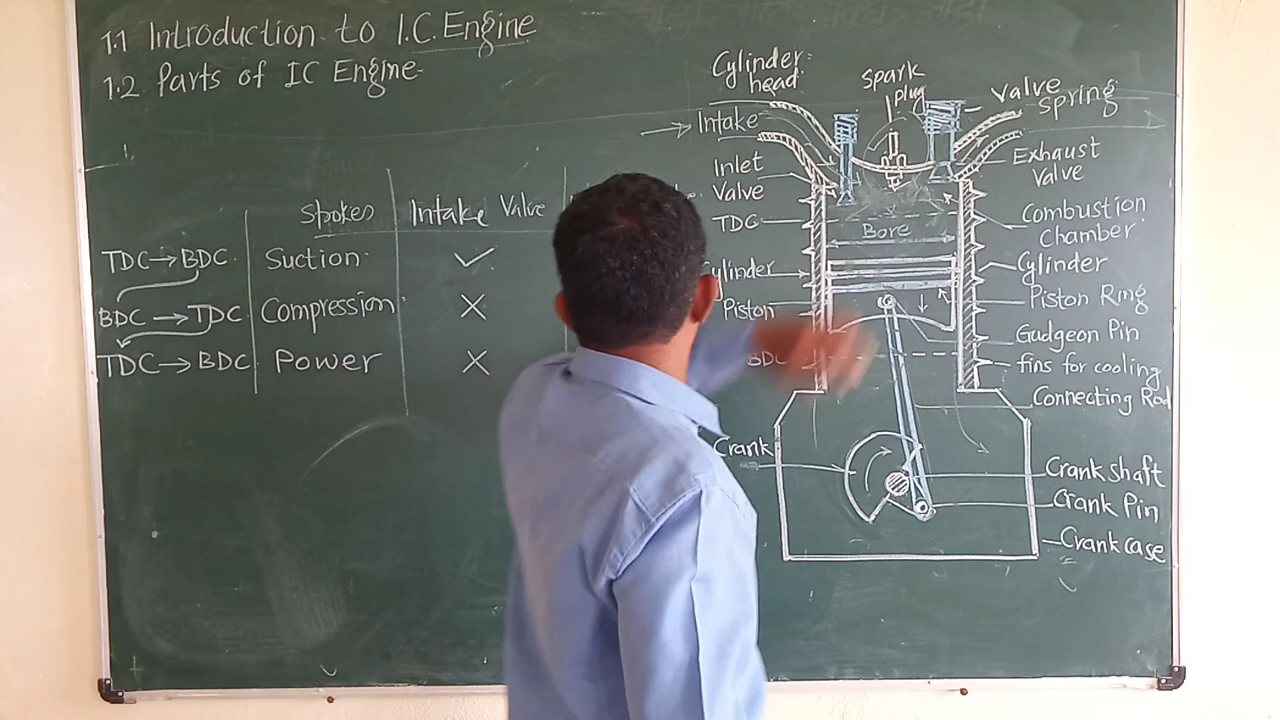 1.1 Introduction to I.C. Engine
1.2 Parts of IC Engine
Stokes Intake Valve
TDC→BDC Suction ✓
BDC→TDC Compression ✗
TDC→BDC Power ✗
Cylinder head
Spark plug
Valve Spring
Intake
Inlet Valve
TDC
Cylinder
Piston
BDC
Crank
Bore
Exhaust Valve
Combustion Chamber
Cylinder
Piston Ring
Gudgeon Pin
fins for cooling
Connecting Rod
Crank shaft
Crank Pin
Crank case